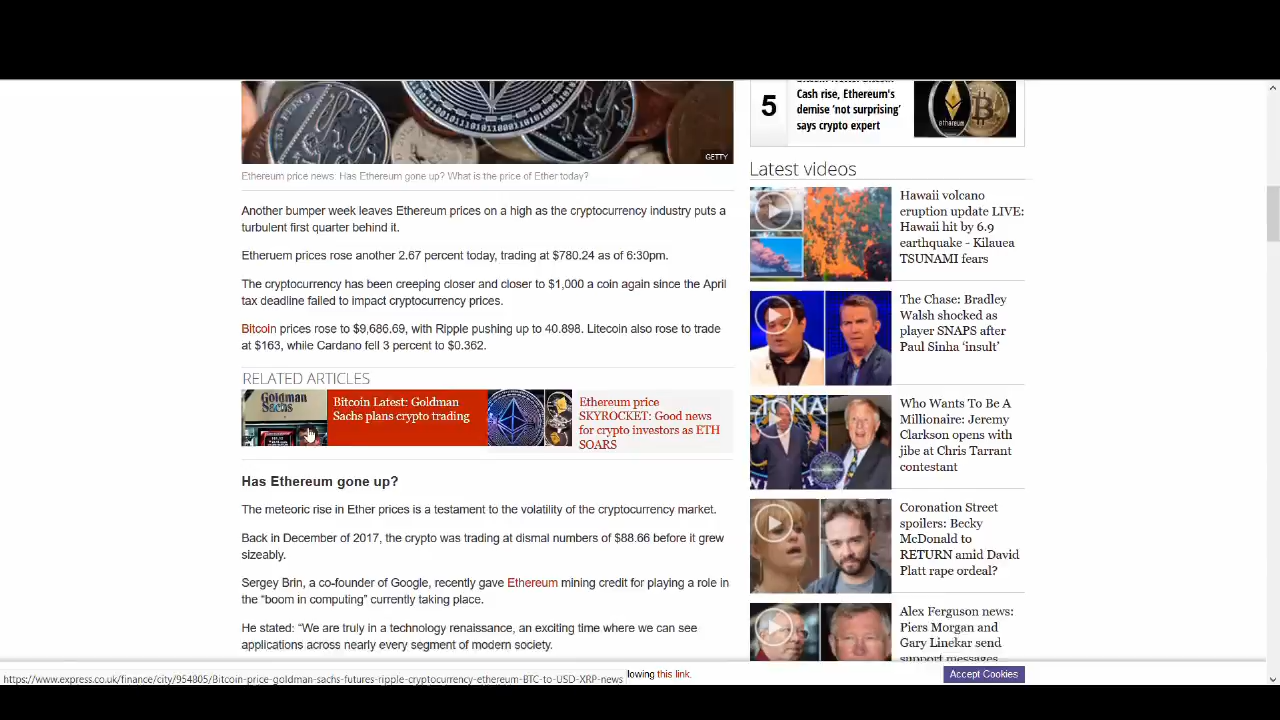 GETTY
Ethereum price news: Has Ethereum gone up? What is the price of Ether today?
Another bumper week leaves Ethereum prices on a high as the cryptocurrency industry puts a
turbulent first quarter behind it.
Etheruem prices rose another 2.67 percent today, trading at $780.24 as of 6:30pm.
The cryptocurrency has been creeping closer and closer to $1,000 a coin again since the April
tax deadline failed to impact cryptocurrency prices.
Bitcoin prices rose to $9,686.69, with Ripple pushing up to 40.898. Litecoin also rose to trade
at $163, while Cardano fell 3 percent to $0.362.
RELATED ARTICLES
Goldman
Sachs
Bitcoin Latest: Goldman
Sachs plans crypto trading
Ethereum price
SKYROCKET: Good news
for crypto investors as ETH
SOARS
Has Ethereum gone up?
The meteoric rise in Ether prices is a testament to the volatility of the cryptocurrency market.
Back in December of 2017, the crypto was trading at dismal numbers of $88.66 before it grew
sizeably.
Sergey Brin, a co-founder of Google, recently gave Ethereum mining credit for playing a role in
the “boom in computing” currently taking place.
He stated: “We are truly in a technology renaissance, an exciting time where we can see
applications across nearly every segment of modern society.
5
Cash rise, Ethereum's
demise 'not surprising'
says crypto expert
ethereum
Latest videos
Hawaii volcano
eruption update LIVE:
Hawaii hit by 6.9
earthquake - Kilauea
TSUNAMI fears
The Chase: Bradley
Walsh shocked as
player SNAPS after
Paul Sinha ‘insult’
Who Wants To Be A
Millionaire: Jeremy
Clarkson opens with
jibe at Chris Tarrant
contestant
Coronation Street
spoilers: Becky
McDonald to
RETURN amid David
Platt rape ordeal?
Alex Ferguson news:
Piers Morgan and
Gary Linekar send
support messages
https://www.express.co.uk/finance/city/954805/Bitcoin-price-goldman-sachs-futures-ripple-cryptocurrency-ethereum-BTC-to-USD-XRP-news
lowing this link.
Accept Cookies